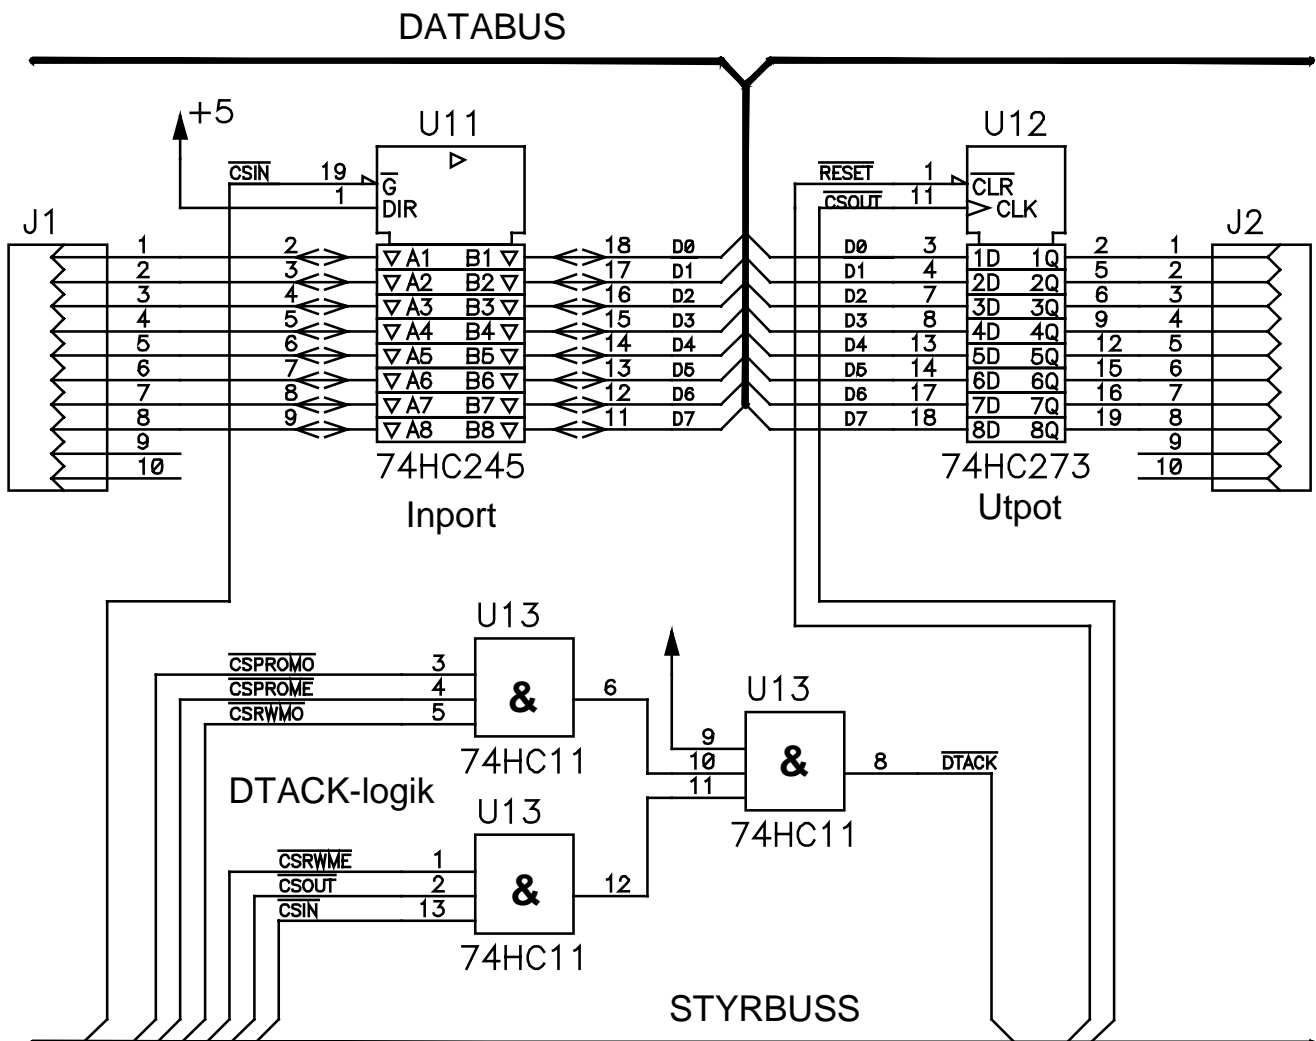 DATABUS
+5
U11
U12
CSIN 19 G
1 DIR
RESET 1 CLR
CSOUT 11 CLK
J1
J2
1 2 A1 B1 18 D0 D0 3 1D 1Q 2 1
2 3 A2 B2 17 D1 D1 4 2D 2Q 5 2
3 4 A3 B3 16 D2 D2 7 3D 3Q 6 3
4 5 A4 B4 15 D3 D3 8 4D 4Q 9 4
5 6 A5 B5 14 D4 D4 13 5D 5Q 12 5
6 7 A6 B6 13 D5 D5 14 6D 6Q 15 6
7 8 A7 B7 12 D6 D6 17 7D 7Q 16 7
8 9 A8 B8 11 D7 D7 18 8D 8Q 19 8
9 9
10 10
74HC245 74HC273
Inport Utpot
U13
CSPROMO 3
CSPROME 4 & 6
CSRWMO 5
74HC11
U13
9
10 & 8 DTACK
11
74HC11
DTACK-logik
U13
CSRWME 1
CSOUT 2 & 12
CSIN 13
74HC11
STYRBUSS